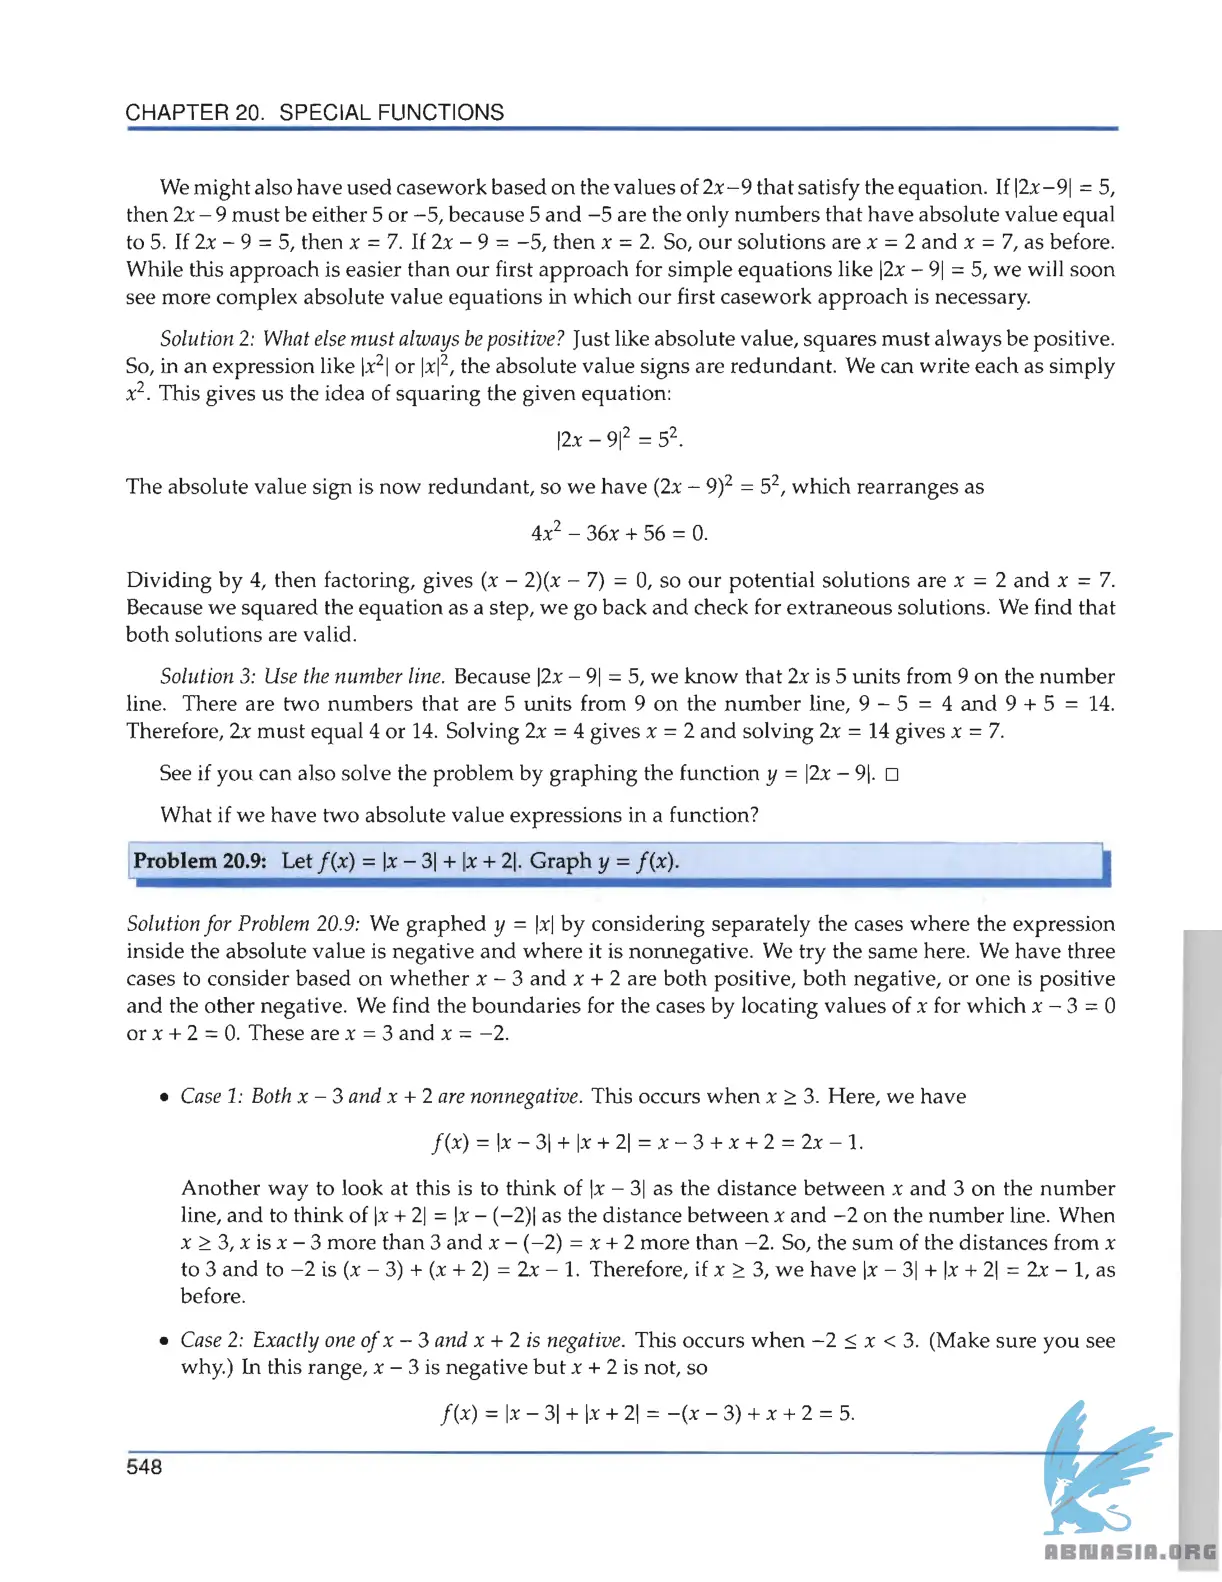 CHAPTER 20. SPECIAL FUNCTIONS
We might also have used casework based on the values of 2x−9 that satisfy the equation. If |2x−9| = 5,
then 2x − 9 must be either 5 or −5, because 5 and −5 are the only numbers that have absolute value equal
to 5. If 2x − 9 = 5, then x = 7. If 2x − 9 = −5, then x = 2. So, our solutions are x = 2 and x = 7, as before.
While this approach is easier than our first approach for simple equations like |2x − 9| = 5, we will soon
see more complex absolute value equations in which our first casework approach is necessary.
Solution 2: What else must always be positive? Just like absolute value, squares must always be positive.
So, in an expression like |x²| or |x|², the absolute value signs are redundant. We can write each as simply
x². This gives us the idea of squaring the given equation:
|2x − 9|² = 5².
The absolute value sign is now redundant, so we have (2x − 9)² = 5², which rearranges as
4x² − 36x + 56 = 0.
Dividing by 4, then factoring, gives (x − 2)(x − 7) = 0, so our potential solutions are x = 2 and x = 7.
Because we squared the equation as a step, we go back and check for extraneous solutions. We find that
both solutions are valid.
Solution 3: Use the number line. Because |2x − 9| = 5, we know that 2x is 5 units from 9 on the number
line. There are two numbers that are 5 units from 9 on the number line, 9 − 5 = 4 and 9 + 5 = 14.
Therefore, 2x must equal 4 or 14. Solving 2x = 4 gives x = 2 and solving 2x = 14 gives x = 7.
See if you can also solve the problem by graphing the function y = |2x − 9|. □
What if we have two absolute value expressions in a function?
Problem 20.9: Let f(x) = |x − 3| + |x + 2|. Graph y = f(x).
Solution for Problem 20.9: We graphed y = |x| by considering separately the cases where the expression
inside the absolute value is negative and where it is nonnegative. We try the same here. We have three
cases to consider based on whether x − 3 and x + 2 are both positive, both negative, or one is positive
and the other negative. We find the boundaries for the cases by locating values of x for which x − 3 = 0
or x + 2 = 0. These are x = 3 and x = −2.
• Case 1: Both x − 3 and x + 2 are nonnegative. This occurs when x ≥ 3. Here, we have
f(x) = |x − 3| + |x + 2| = x − 3 + x + 2 = 2x − 1.
Another way to look at this is to think of |x − 3| as the distance between x and 3 on the number
line, and to think of |x + 2| = |x − (−2)| as the distance between x and −2 on the number line. When
x ≥ 3, x is x − 3 more than 3 and x − (−2) = x + 2 more than −2. So, the sum of the distances from x
to 3 and to −2 is (x − 3) + (x + 2) = 2x − 1. Therefore, if x ≥ 3, we have |x − 3| + |x + 2| = 2x − 1, as
before.
• Case 2: Exactly one of x − 3 and x + 2 is negative. This occurs when −2 ≤ x < 3. (Make sure you see
why.) In this range, x − 3 is negative but x + 2 is not, so
f(x) = |x − 3| + |x + 2| = −(x − 3) + x + 2 = 5.
548
ABNASIA.ORG